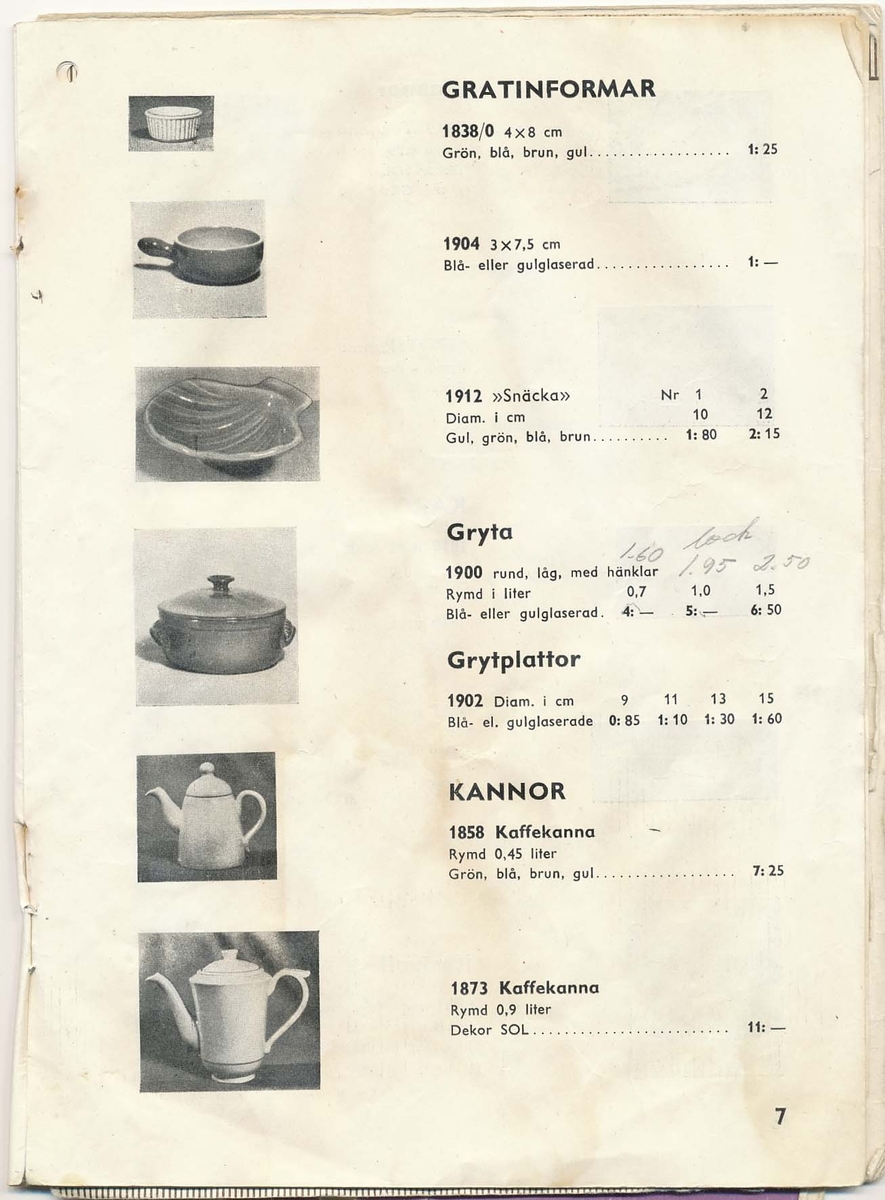 GRATINFORMAR
1838/0 4×8 cm
Grön, blå, brun, gul.................. 1: 25
1904 3×7,5 cm
Blå- eller gulglaserad................. 1: —
1912 »Snäcka» Nr 1 2
Diam. i cm 10 12
Gul, grön, blå, brun.......... 1: 80 2: 15
Gryta
lock
1-60 1.95 2.50
1900 rund, låg, med hänklar
Rymd i liter 0,7 1,0 1,5
Blå- eller gulglaserad. 4: — 5: — 6: 50
Grytplattor
1902 Diam. i cm 9 11 13 15
Blå- el. gulglaserade 0: 85 1: 10 1: 30 1: 60
KANNOR
1858 Kaffekanna
Rymd 0,45 liter
Grön, blå, brun, gul.................. 7: 25
1873 Kaffekanna
Rymd 0,9 liter
Dekor SOL......................... 11: —
7